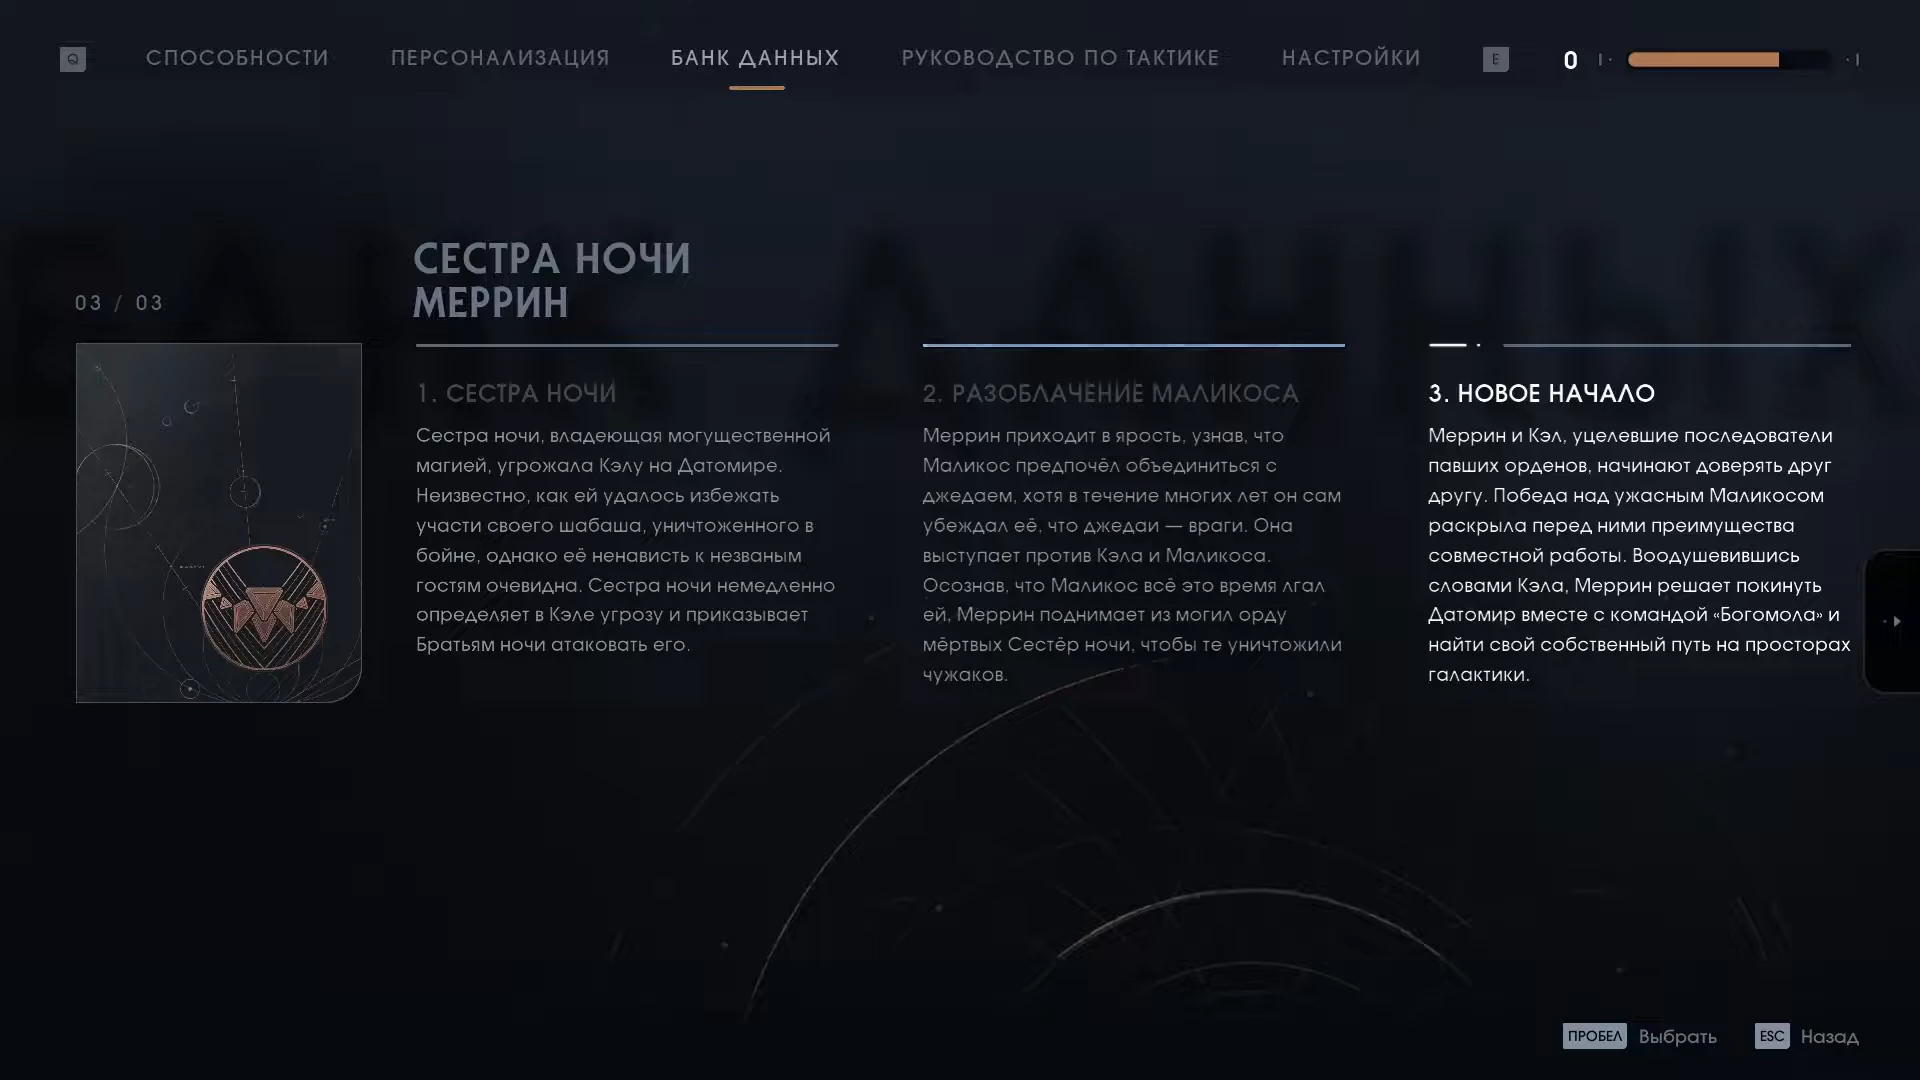 Q
СПОСОБНОСТИ
ПЕРСОНАЛИЗАЦИЯ
БАНК ДАННЫХ
РУКОВОДСТВО ПО ТАКТИКЕ
НАСТРОЙКИ
E
0
03 / 03
СЕСТРА НОЧИ
МЕРРИН
1. СЕСТРА НОЧИ
Сестра ночи, владеющая могущественной
магией, угрожала Кэлу на Датомире.
Неизвестно, как ей удалось избежать
участи своего шабаша, уничтоженного в
бойне, однако её ненависть к незваным
гостям очевидна. Сестра ночи немедленно
определяет в Кэле угрозу и приказывает
Братьям ночи атаковать его.
2. РАЗОБЛАЧЕНИЕ МАЛИКОСА
Меррин приходит в ярость, узнав, что
Маликос предпочёл объединиться с
джедаем, хотя в течение многих лет он сам
убеждал её, что джедаи — враги. Она
выступает против Кэла и Маликоса.
Осознав, что Маликос всё это время лгал
ей, Меррин поднимает из могил орду
мёртвых Сестёр ночи, чтобы те уничтожили
чужаков.
3. НОВОЕ НАЧАЛО
Меррин и Кэл, уцелевшие последователи
павших орденов, начинают доверять друг
другу. Победа над ужасным Маликосом
раскрыла перед ними преимущества
совместной работы. Воодушевившись
словами Кэла, Меррин решает покинуть
Датомир вместе с командой «Богомола» и
найти свой собственный путь на просторах
галактики.
ПРОБЕЛ Выбрать
ESC Назад